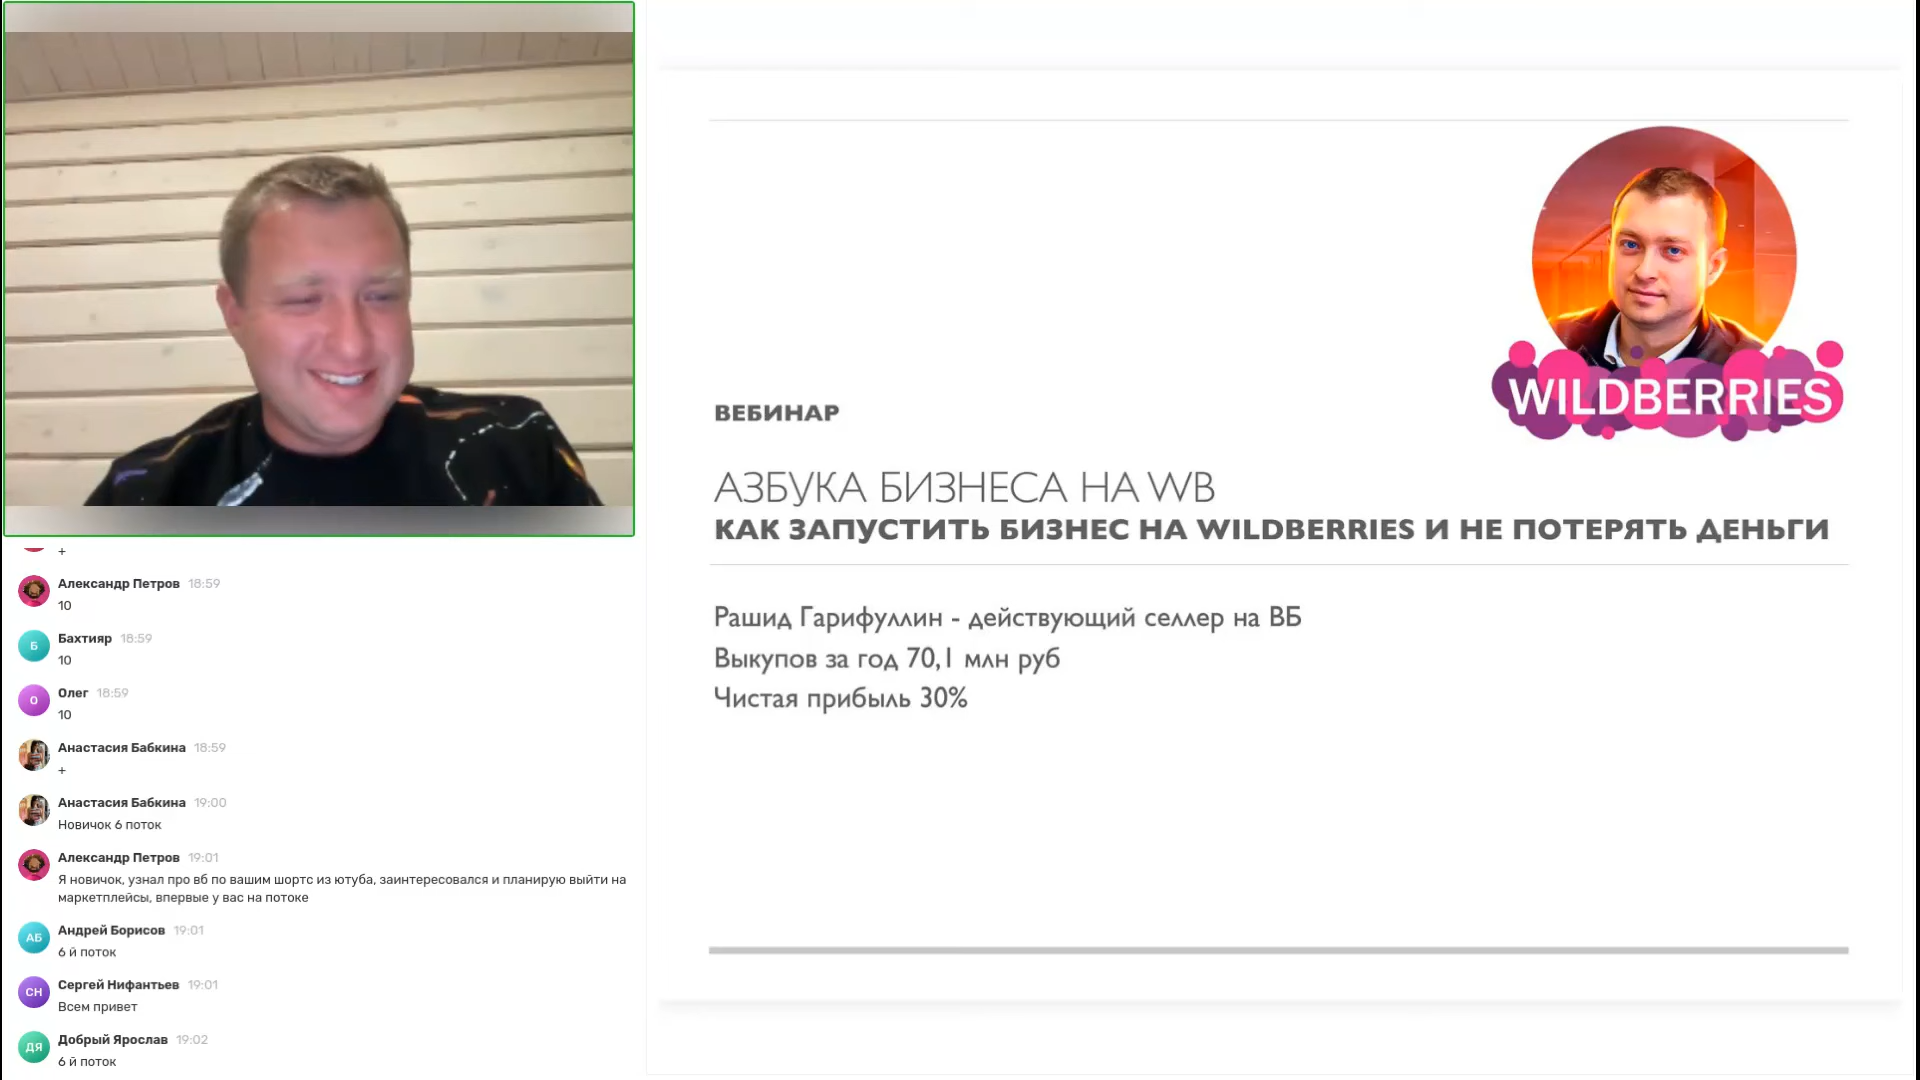 +
Александр Петров 18:59
10
Б
Бахтияр 18:59
10
О
Олег 18:59
10
Анастасия Бабкина 18:59
+
Анастасия Бабкина 19:00
Новичок 6 поток
Александр Петров 19:01
Я новичок, узнал про вб по вашим шортс из ютуба, заинтересовался и планирую выйти на
маркетплейсы, впервые у вас на потоке
АБ
Андрей Борисов 19:01
6 й поток
СН
Сергей Нифантьев 19:01
Всем привет
ДЯ
Добрый Ярослав 19:02
6 й поток
WILDBERRIES
ВЕБИНАР
АЗБУКА БИЗНЕСА НА WB
КАК ЗАПУСТИТЬ БИЗНЕС НА WILDBERRIES И НЕ ПОТЕРЯТЬ ДЕНЬГИ
Рашид Гарифуллин - действующий селлер на ВБ
Выкупов за год 70,1 млн руб
Чистая прибыль 30%